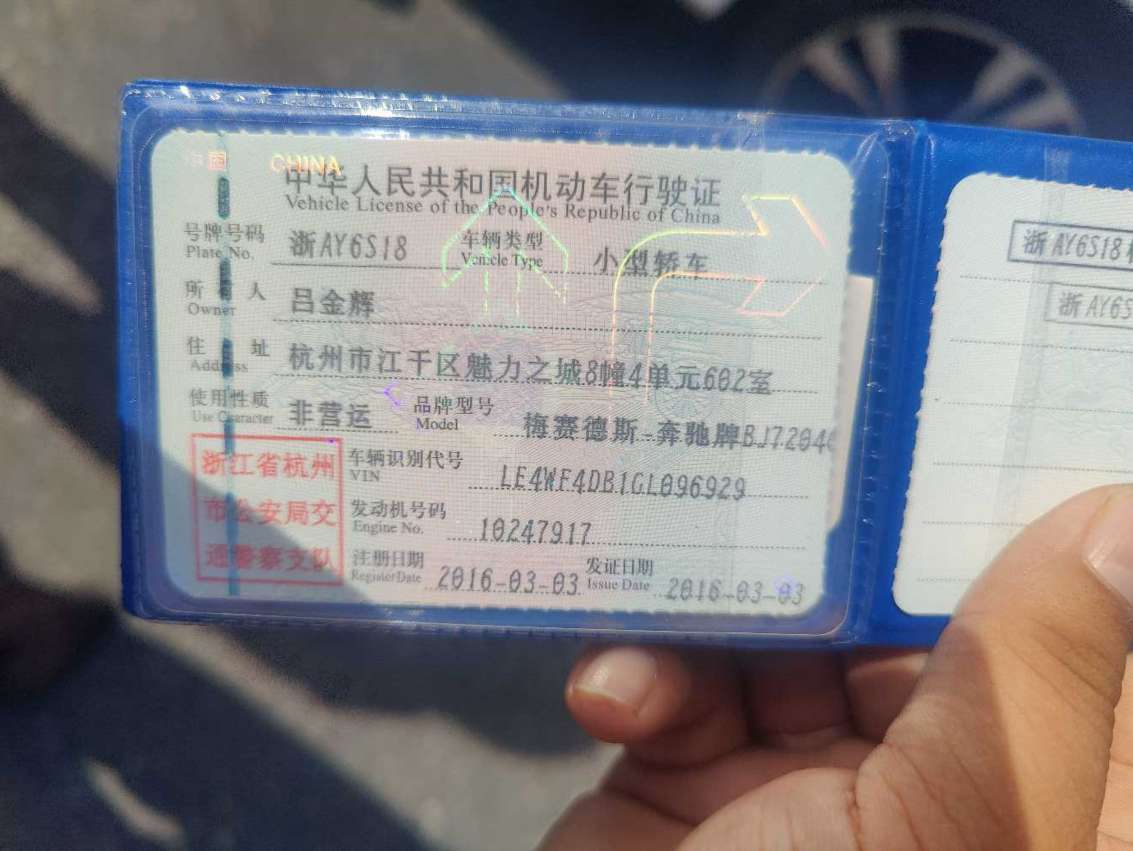 中国 CHINA
中华人民共和国机动车行驶证
Vehicle License of the People's Republic of China
号牌号码 浙AY6S18 车辆类型 小型轿车
Plate No. Vehicle Type
所有人 吕金辉
Owner
住址 杭州市江干区魅力之城8幢4单元602室
Address
使用性质 非营运 品牌型号 梅赛德斯-奔驰牌BJ7204
Use Character Model
浙江省杭州
市公安局交
通警察支队
车辆识别代号 LE4WF4DB1GL096929
VIN
发动机号码 10247917
Engine No.
注册日期 2016-03-03 发证日期 2016-03-03
Register Date Issue Date
浙AY6S18
浙AY6S